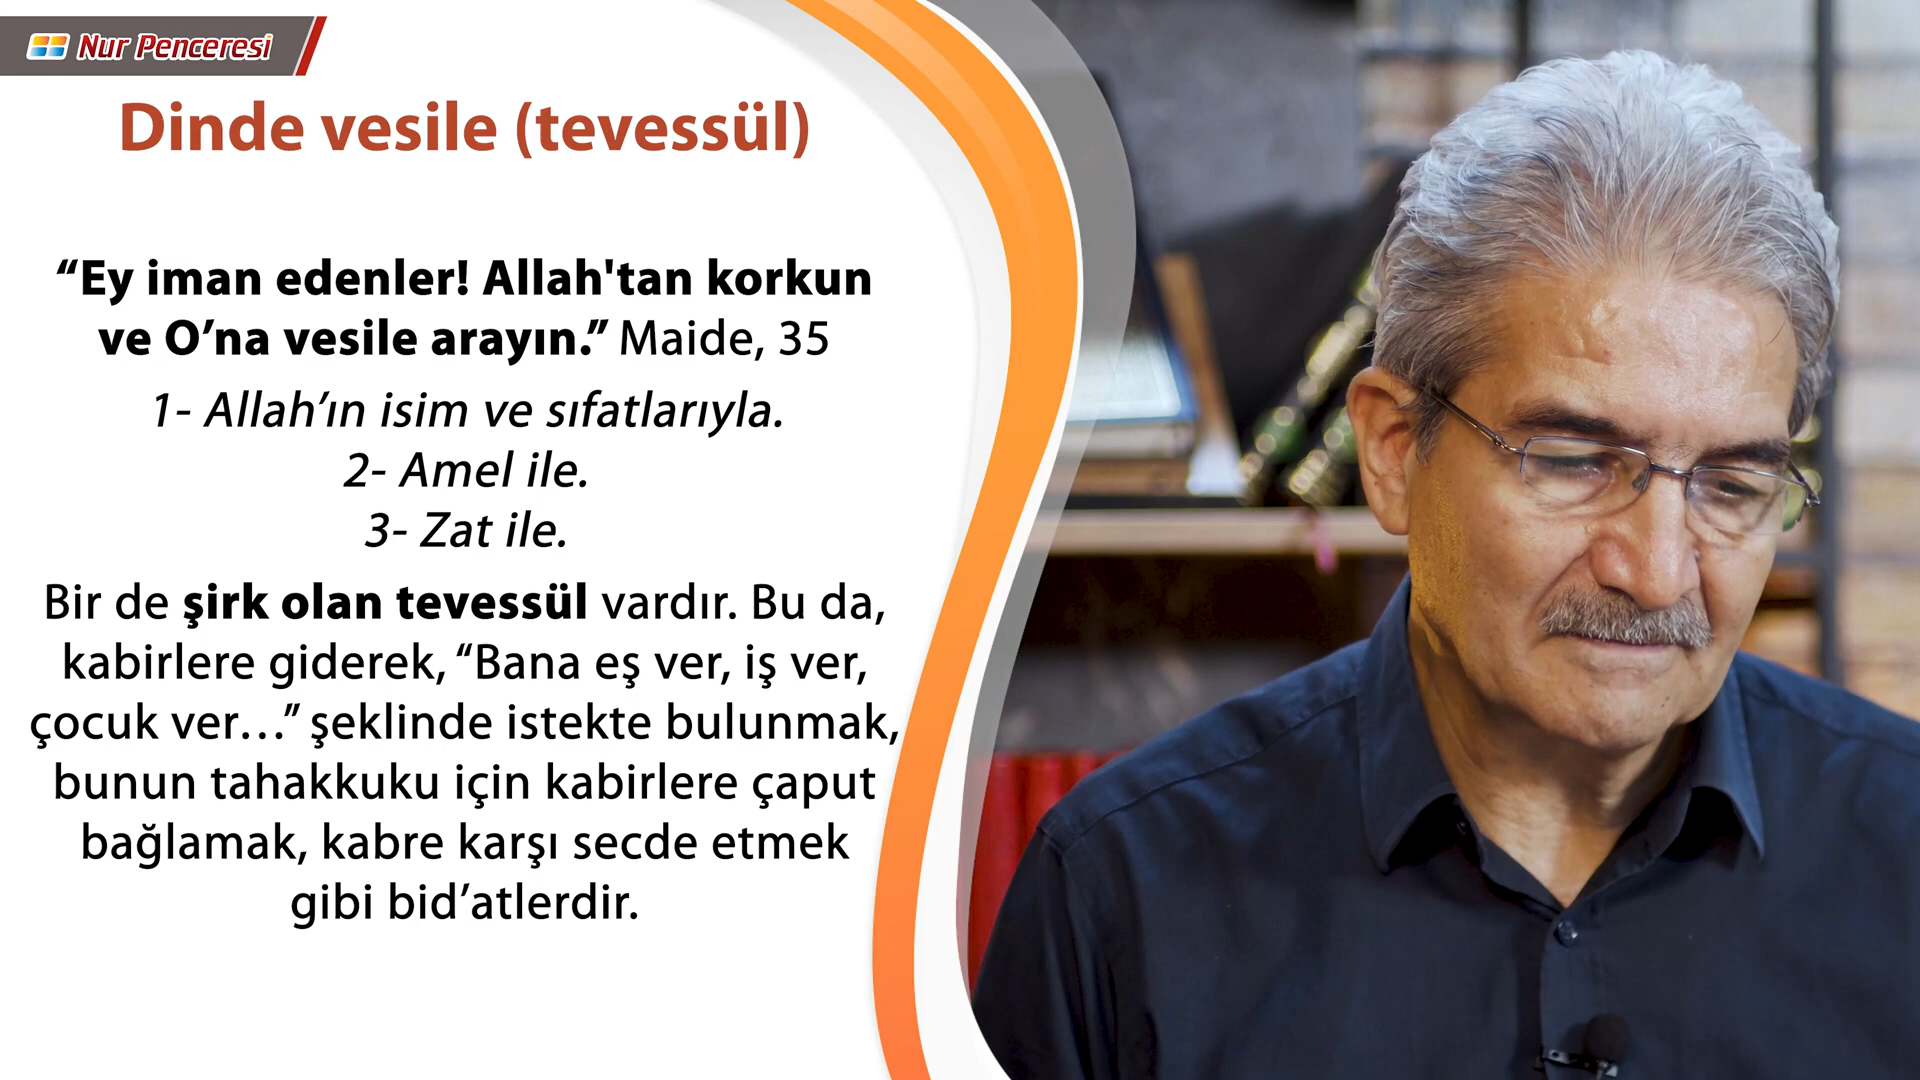 Nur Penceresi
Dinde vesile (tevessül)
“Ey iman edenler! Allah'tan korkun
ve O’na vesile arayın.” Maide, 35
1- Allah’ın isim ve sıfatlarıyla.
2- Amel ile.
3- Zat ile.
Bir de şirk olan tevessül vardır. Bu da,
kabirlere giderek, “Bana eş ver, iş ver,
çocuk ver…” şeklinde istekte bulunmak,
bunun tahakkuku için kabirlere çaput
bağlamak, kabre karşı secde etmek
gibi bid’atlerdir.